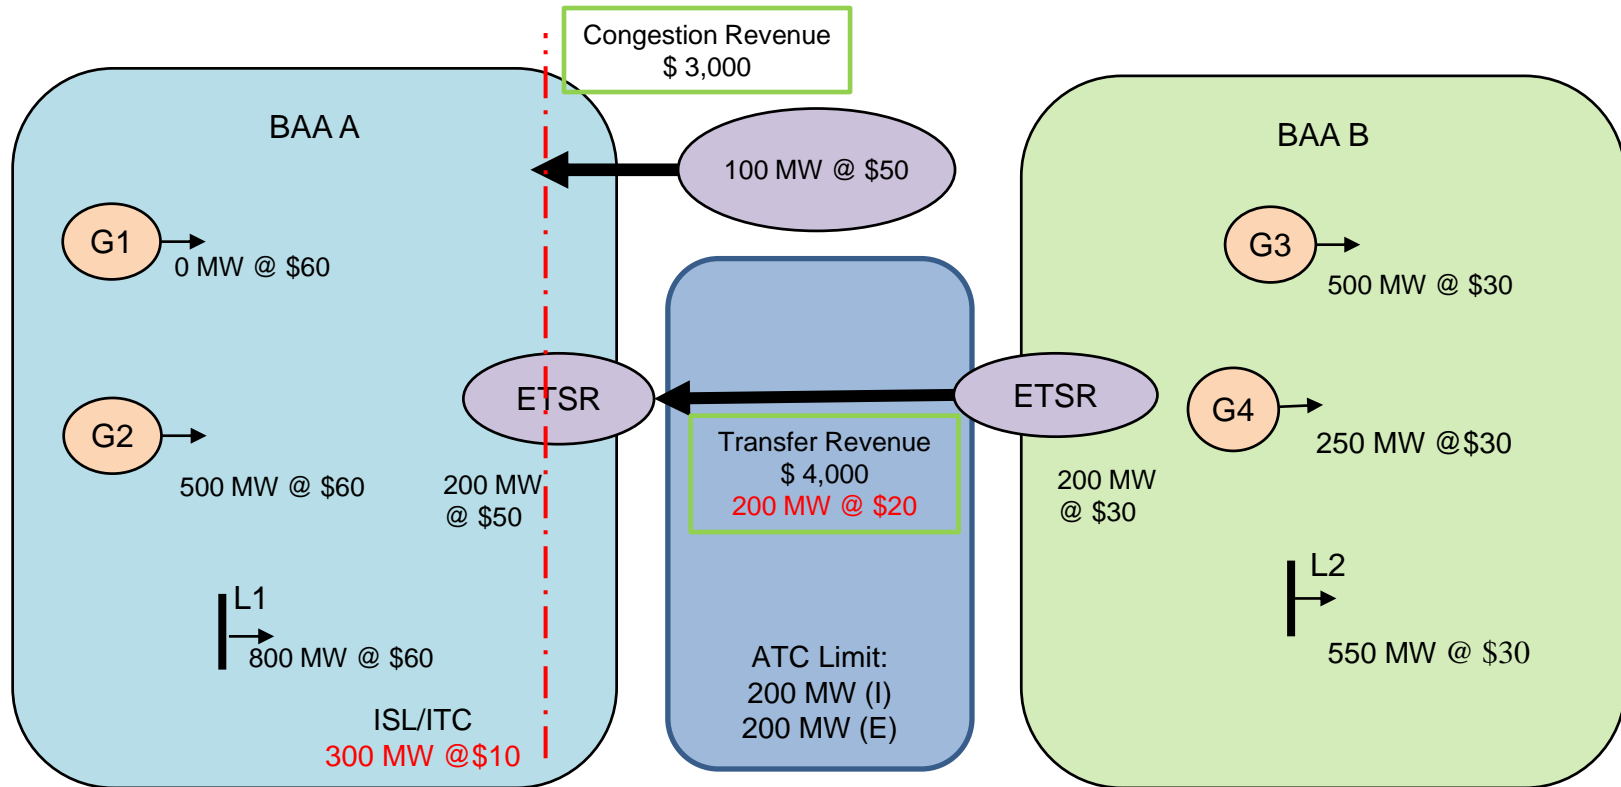 Congestion Revenue
$ 3,000
BAA A
BAA B
100 MW @ $50
G1
0 MW @ $60
G3
500 MW @ $30
ETSR
ETSR
G2
500 MW @ $60
G4
250 MW @$30
200 MW
@ $50
Transfer Revenue
$ 4,000
200 MW @ $20
200 MW
@ $30
L1
800 MW @ $60
L2
550 MW @ $30
ATC Limit:
200 MW (I)
200 MW (E)
ISL/ITC
300 MW @$10